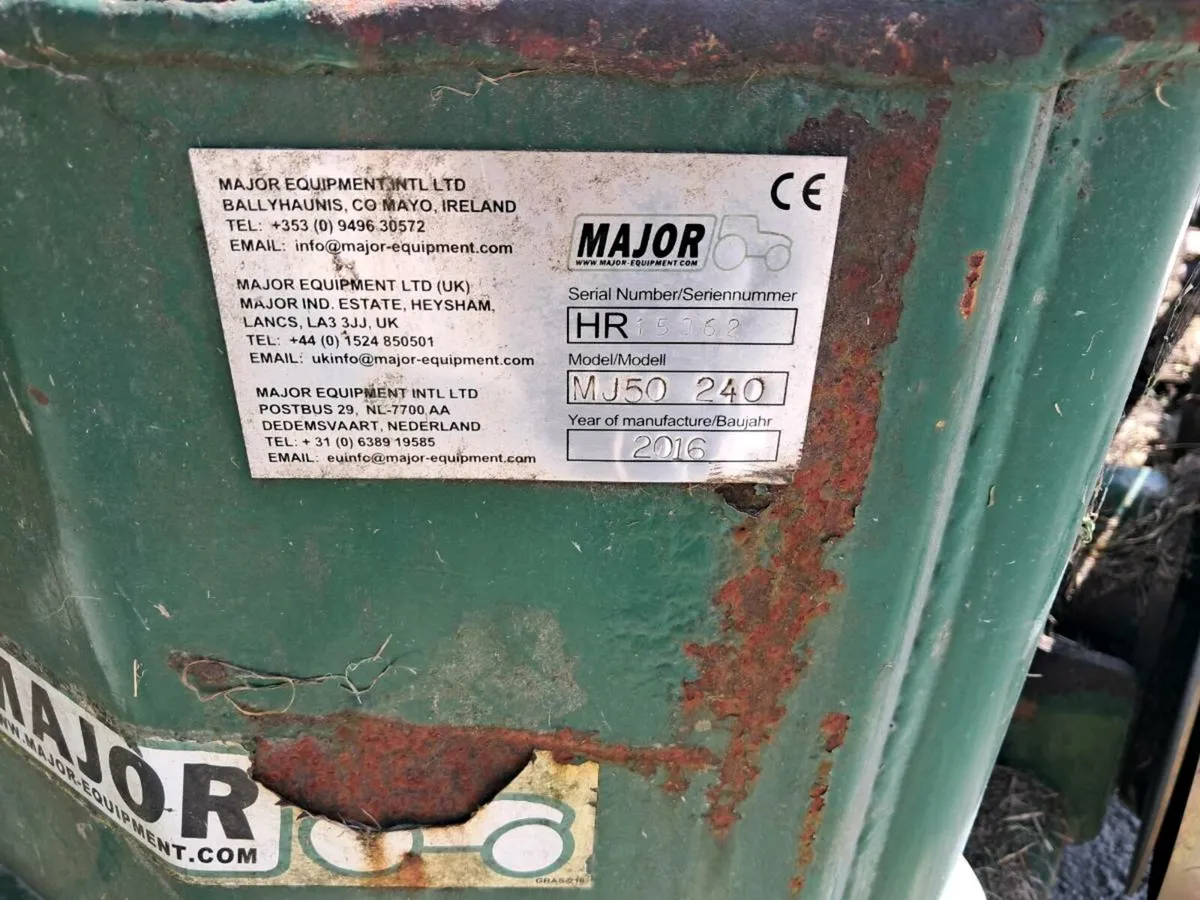 MAJOR EQUIPMENT INTL LTD
BALLYHAUNIS, CO MAYO, IRELAND
TEL: +353 (0) 9496 30572
EMAIL: info@major-equipment.com
MAJOR EQUIPMENT LTD (UK)
MAJOR IND. ESTATE, HEYSHAM,
LANCS, LA3 3JJ, UK
TEL: +44 (0) 1524 850501
EMAIL: ukinfo@major-equipment.com
MAJOR EQUIPMENT INTL LTD
POSTBUS 29, NL-7700 AA
DEDEMSVAART, NEDERLAND
TEL: + 31 (0) 6389 19585
EMAIL: euinfo@major-equipment.com
CE
MAJOR
WWW.MAJOR-EQUIPMENT.COM
Serial Number/Seriennummer
HR
Model/Modell
MJ50 240
Year of manufacture/Baujahr
2016
MAJOR
WWW.MAJOR-EQUIPMENT.COM